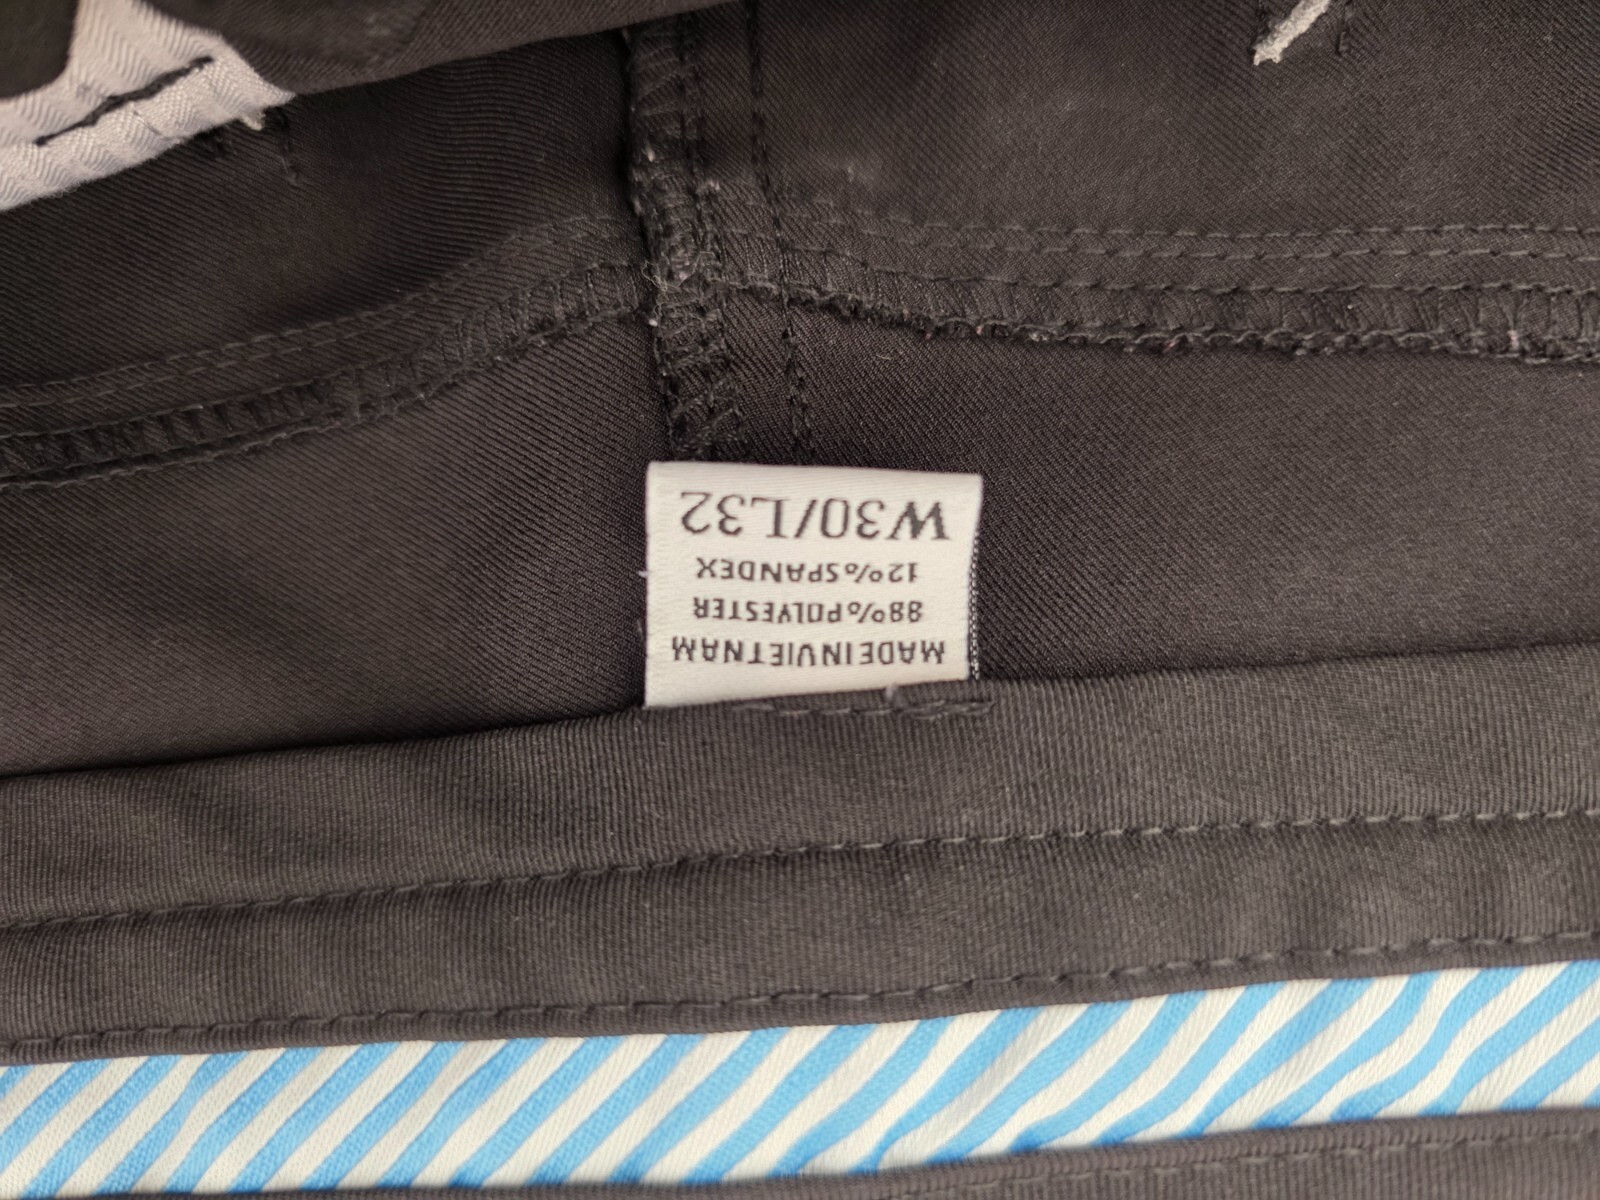 MADEINVIETNAM
88%POLYESTER
12%SPANDEX
W30/L32